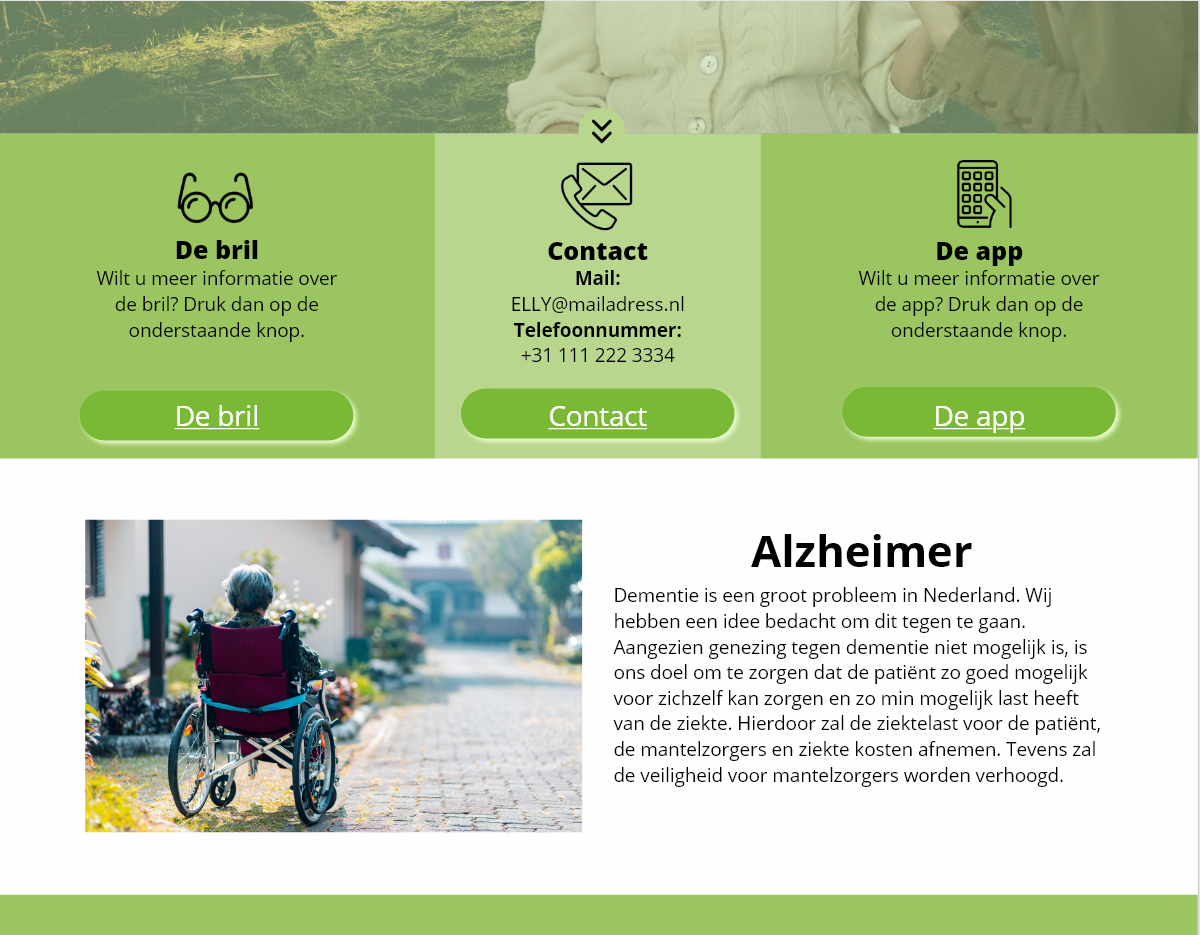 De bril
Wilt u meer informatie over
de bril? Druk dan op de
onderstaande knop.
De bril
Contact
Mail:
ELLY@mailadress.nl
Telefoonnummer:
+31 111 222 3334
Contact
De app
Wilt u meer informatie over
de app? Druk dan op de
onderstaande knop.
De app
Alzheimer
Dementie is een groot probleem in Nederland. Wij
hebben een idee bedacht om dit tegen te gaan.
Aangezien genezing tegen dementie niet mogelijk is, is
ons doel om te zorgen dat de patiënt zo goed mogelijk
voor zichzelf kan zorgen en zo min mogelijk last heeft
van de ziekte. Hierdoor zal de ziektelast voor de patiënt,
de mantelzorgers en ziekte kosten afnemen. Tevens zal
de veiligheid voor mantelzorgers worden verhoogd.